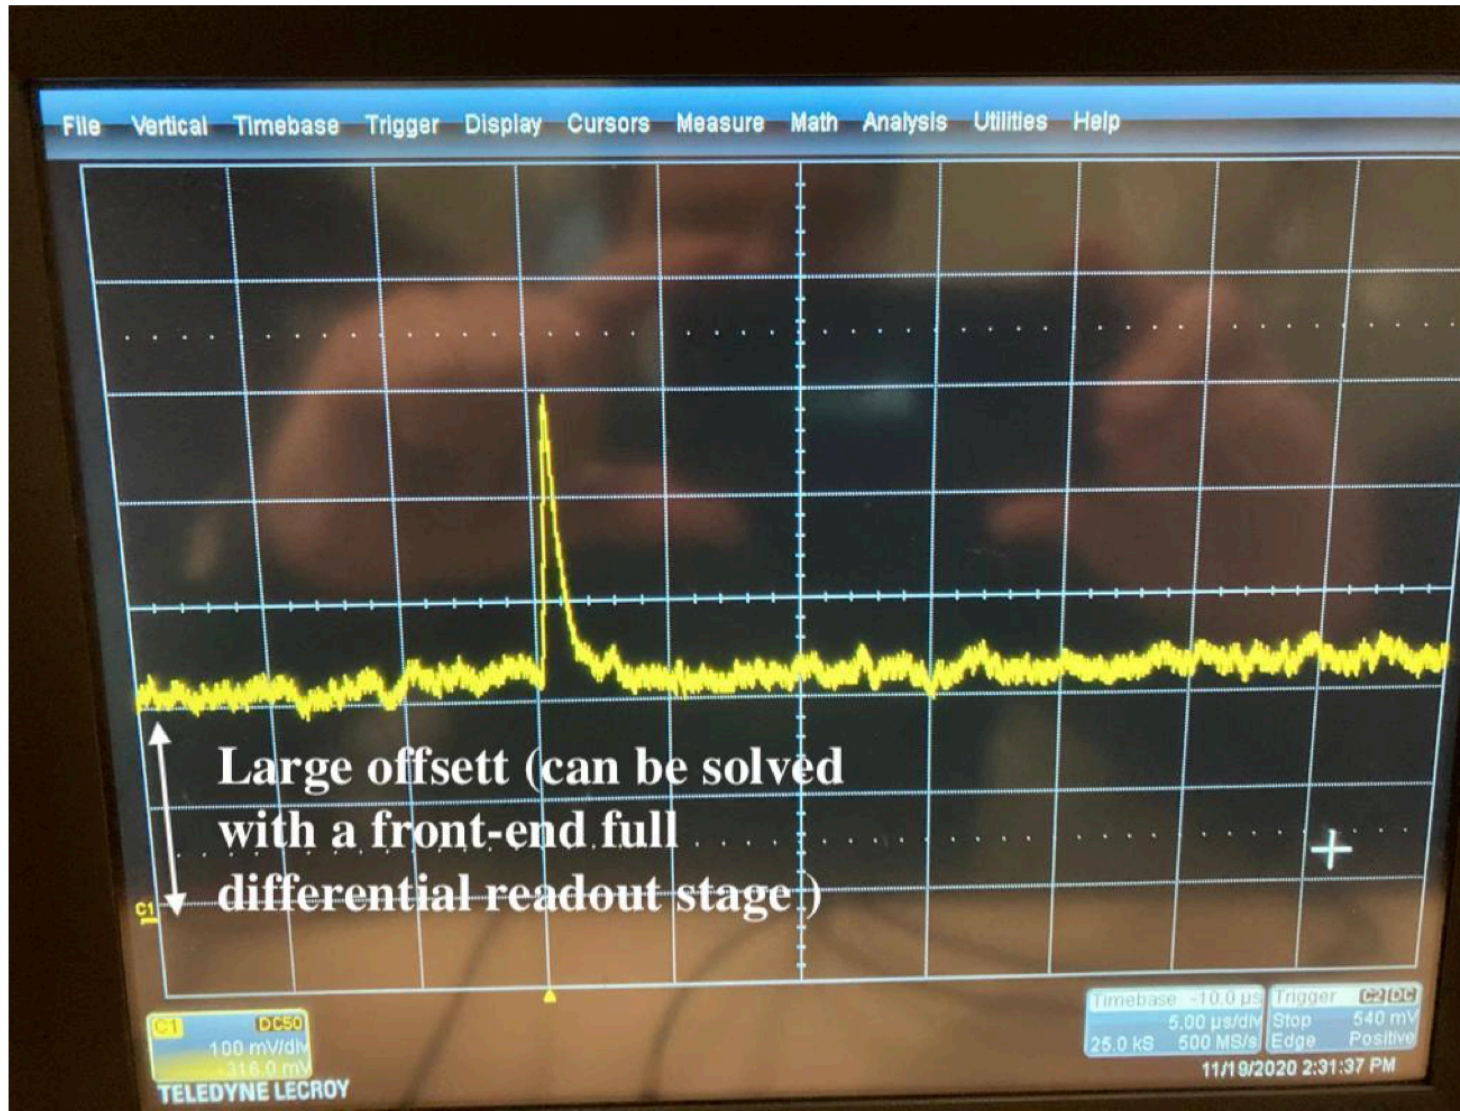 File Vertical Timebase Trigger Display Cursors Measure Math Analysis Utilities Help
Large offsett (can be solved
with a front-end full
differential readout stage )
C1
C1 DC50
100 mV/div
-316.0 mV
TELEDYNE LECROY
Timebase -10.0 µs
5.00 µs/div
25.0 kS 500 MS/s
Trigger C2 DC
Stop 540 mV
Edge Positive
11/19/2020 2:31:37 PM